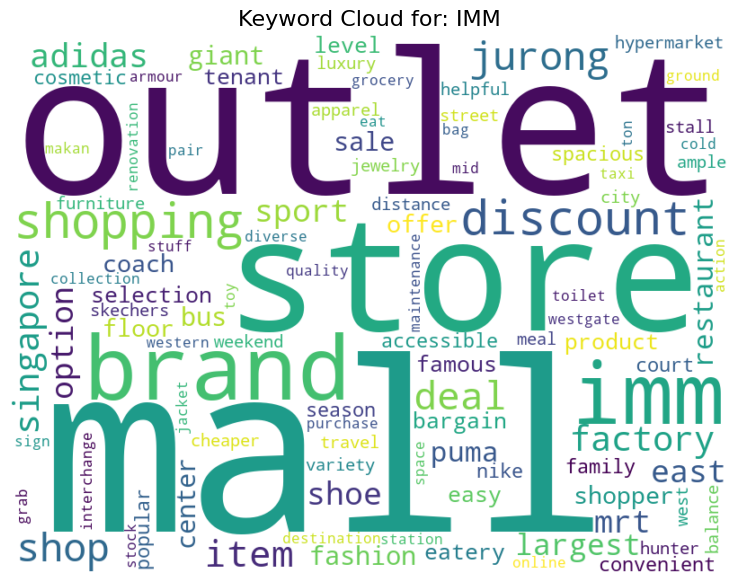 Keyword Cloud for: IMM
adidas
giant
level
jurong
hypermarket
cosmetic
armour
tenant
luxury
grocery
helpful
ground
outlet
makan
renovation
pair
apparel
eat
sale
jewelry
bag
mid
street
spacious
ton
stall
cold
ample
taxi
city
furniture
distance
shopping
sport
offer
discount
stuff
diverse
coach
collection
quality
maintenance
store
restaurant
action
singapore
option
selection
skechers
toy
bus
floor
western
weekend
accessible
toilet
westgate
meal
product
brand
famous
court
imm
deal
jacket
season
purchase
bargain
sign
cheaper
travel
factory
mall
interchange
variety
space
puma
nike
family
east
grab
popular
stock
center
shoe
easy
shopper
west
balance
mrt
shop
item
destination
station
fashion
eatery
online
largest
hunter
convenient